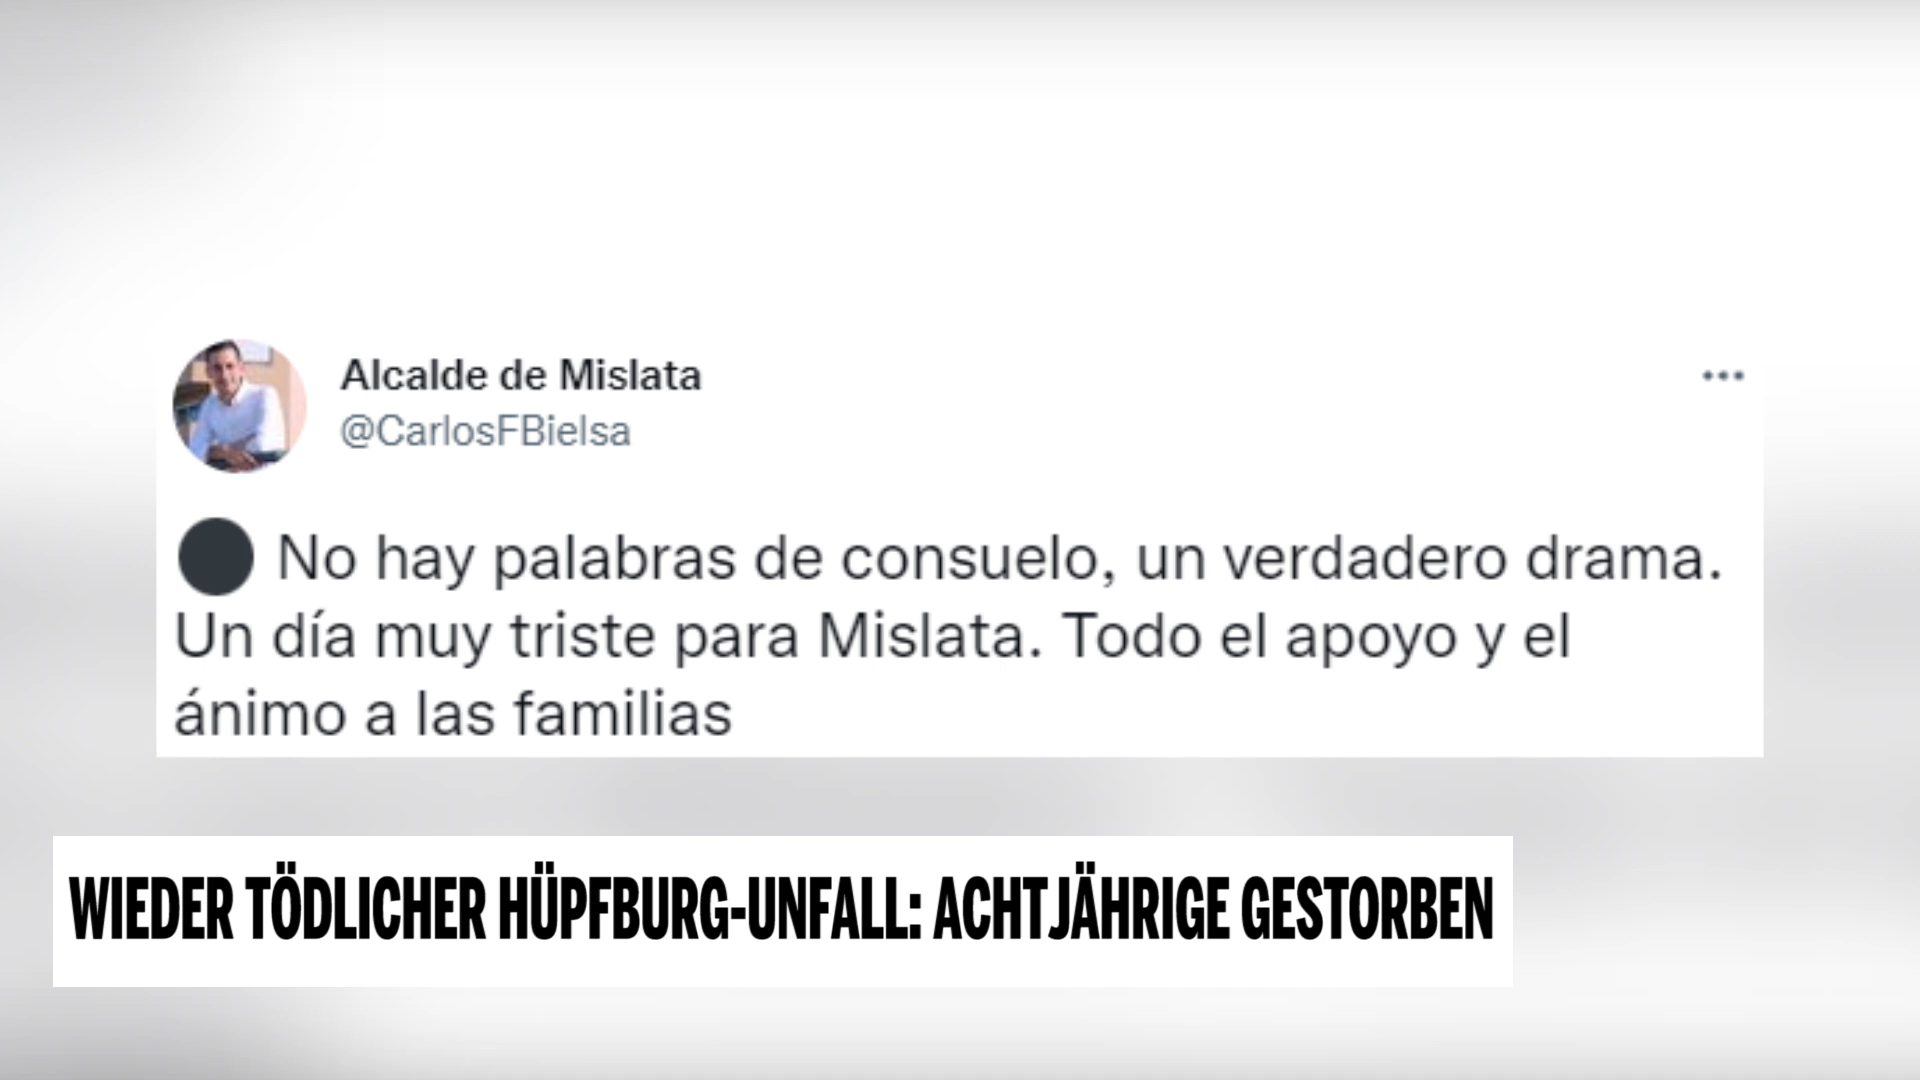 Alcalde de Mislata
@CarlosFBielsa
No hay palabras de consuelo, un verdadero drama.
Un día muy triste para Mislata. Todo el apoyo y el
ánimo a las familias
WIEDER TÖDLICHER HÜPFBURG-UNFALL: ACHTJÄHRIGE GESTORBEN